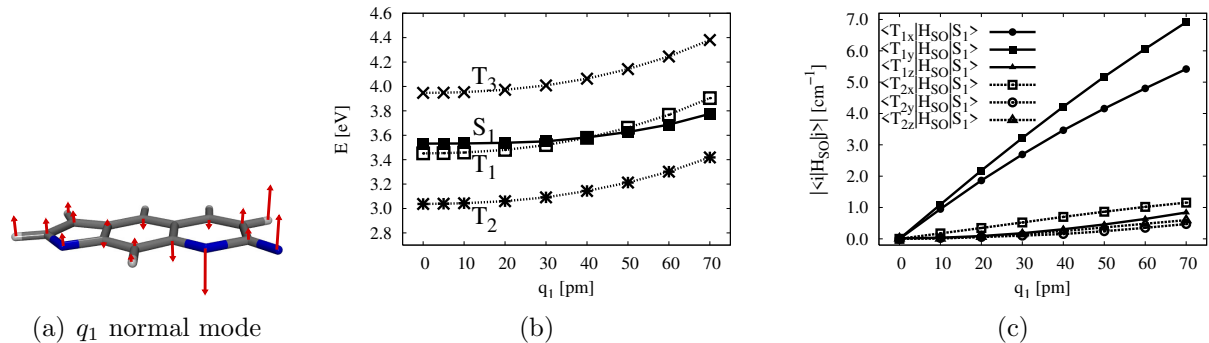 4.6
4.4
4.2
4.0
3.8
3.6
3.4
3.2
3.0
2.8
E [eV]
T3
S1
T1
T2
0 10 20 30 40 50 60 70
q1 [pm]
7.0
6.0
5.0
4.0
3.0
2.0
1.0
0.0
|<i|HSO|j>| [cm-1]
<T1x|HSO|S1>
<T1y|HSO|S1>
<T1z|HSO|S1>
<T2x|HSO|S1>
<T2y|HSO|S1>
<T2z|HSO|S1>
0 10 20 30 40 50 60 70
q1 [pm]
(a) q1 normal mode
(b)
(c)